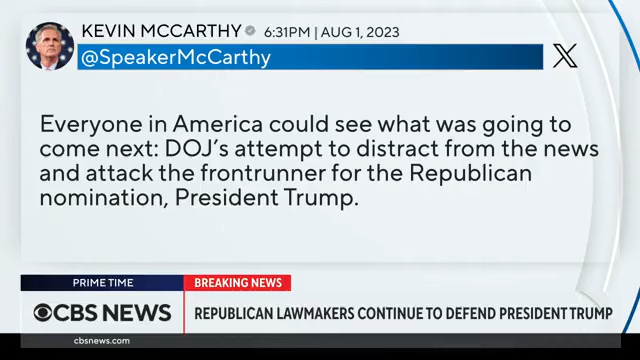 KEVIN MCCARTHY 6:31PM | AUG 1, 2023
@SpeakerMcCarthy
X
Everyone in America could see what was going to
come next: DOJ's attempt to distract from the news
and attack the frontrunner for the Republican
nomination, President Trump.
PRIME TIME
BREAKING NEWS
CBS NEWS
REPUBLICAN LAWMAKERS CONTINUE TO DEFEND PRESIDENT TRUMP
cbsnews.com